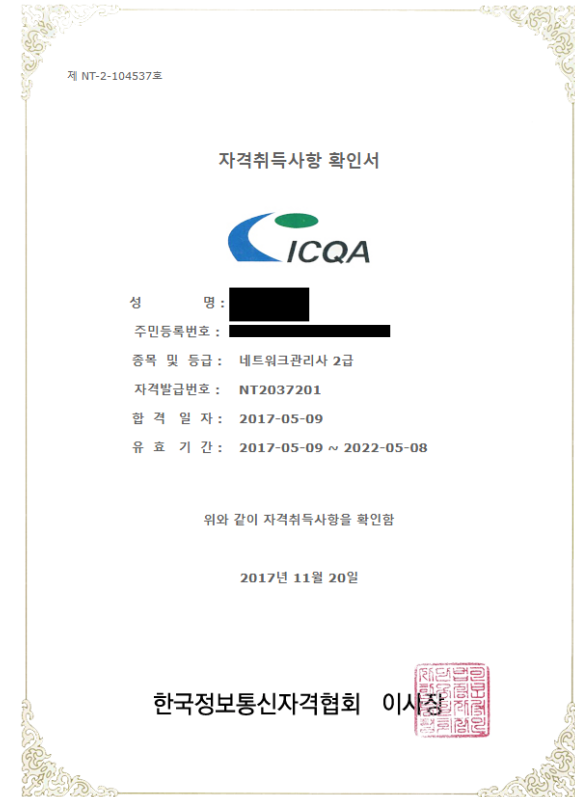 제 NT-2-104537호
자격취득사항 확인서
ICQA
성 명 :
주민등록번호 :
종목 및 등급 : 네트워크관리사 2급
자격발급번호 : NT2037201
합 격 일 자 : 2017-05-09
유 효 기 간 : 2017-05-09 ~ 2022-05-08
위와 같이 자격취득사항을 확인함
2017년 11월 20일
한국정보통신자격협회 이사장